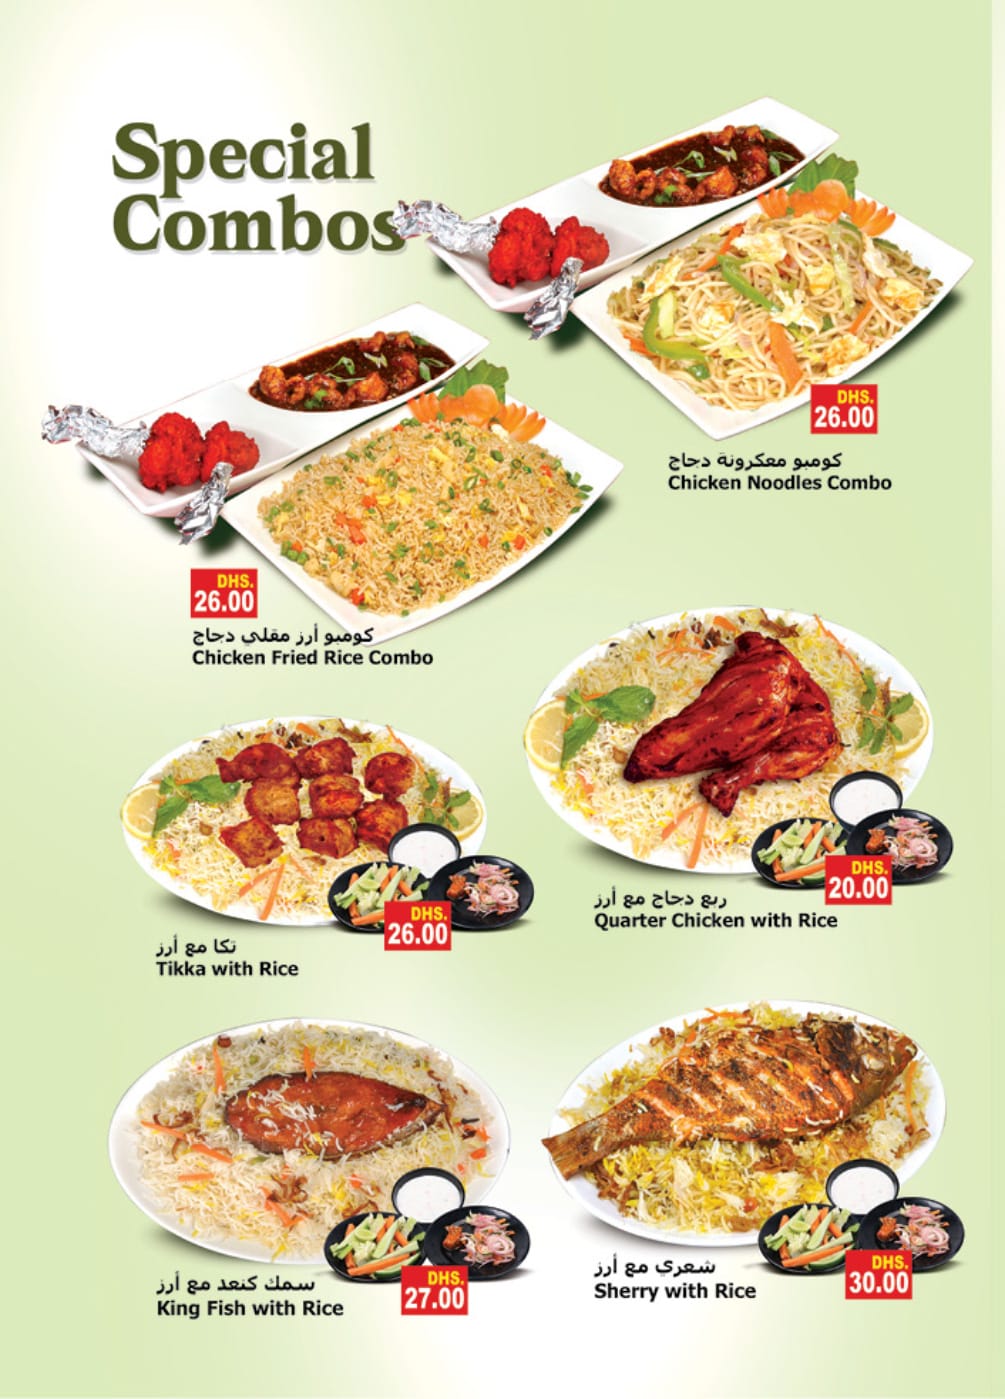 Special
Combos
DHS.
26.00
كومبو معكرونة دجاج
Chicken Noodles Combo
DHS.
26.00
كومبو أرز مقلي دجاج
Chicken Fried Rice Combo
DHS.
20.00
ربع دجاج مع أرز
Quarter Chicken with Rice
DHS.
26.00
تكا مع أرز
Tikka with Rice
DHS.
27.00
سمك كنعد مع أرز
King Fish with Rice
DHS.
30.00
شعري مع أرز
Sherry with Rice